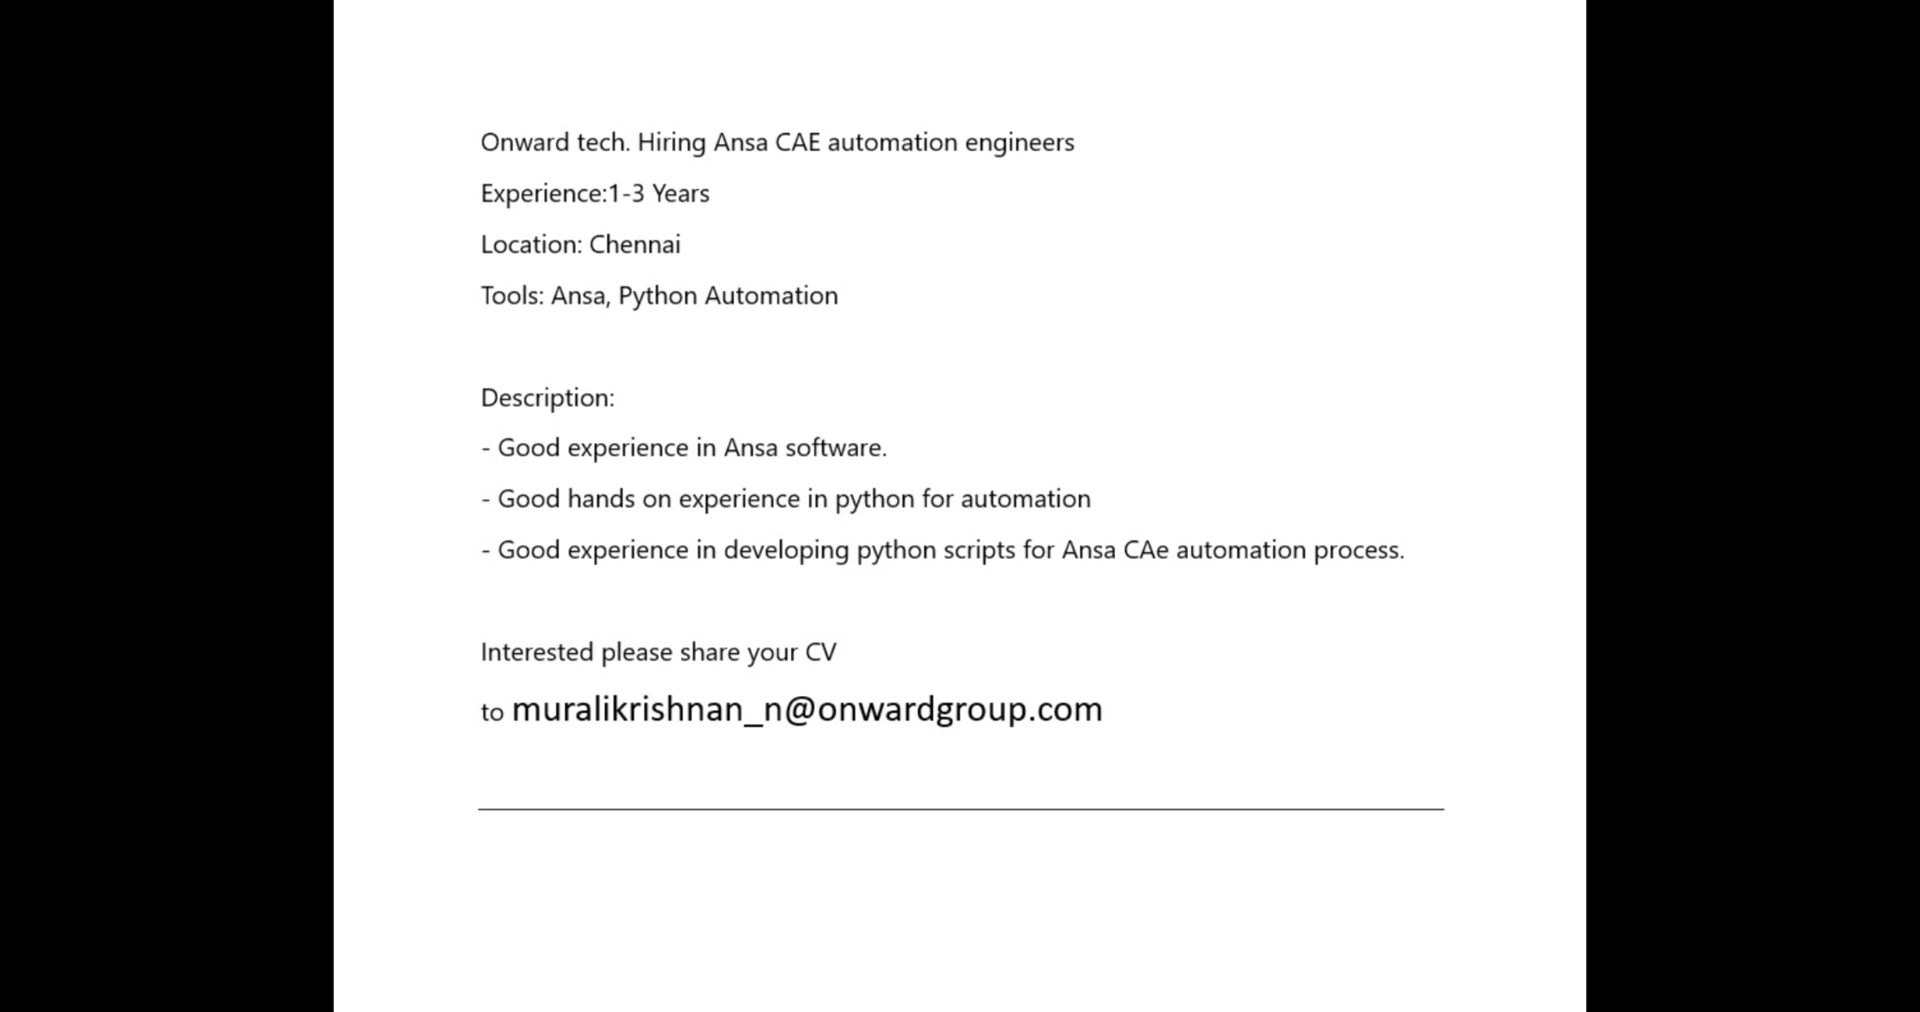 Onward tech. Hiring Ansa CAE automation engineers
Experience:1-3 Years
Location: Chennai
Tools: Ansa, Python Automation
Description:
- Good experience in Ansa software.
- Good hands on experience in python for automation
- Good experience in developing python scripts for Ansa CAe automation process.
Interested please share your CV
to muralikrishnan_n@onwardgroup.com